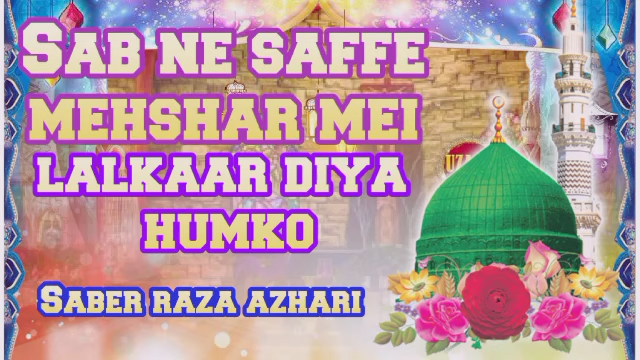 SAB NE SAFFE
MEHSHAR MEI
LALKAAR DIYA
HUMKO
SABER RAZA AZHARI